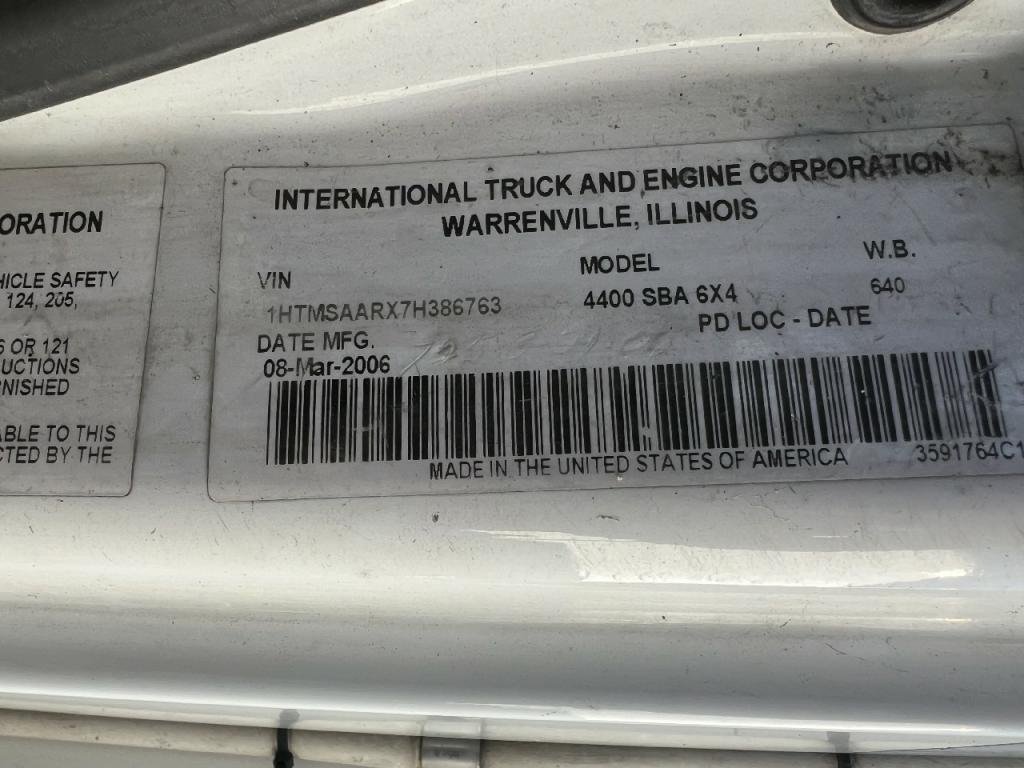 ORATION
HICLE SAFETY
124, 205,
6 OR 121
UCTIONS
RNISHED
ABLE TO THIS
CTED BY THE
INTERNATIONAL TRUCK AND ENGINE CORPORATION
WARRENVILLE, ILLINOIS
VIN MODEL W.B.
1HTMSAARX7H386763 4400 SBA 6X4 640
DATE MFG. PD LOC - DATE
08-Mar-2006
MADE IN THE UNITED STATES OF AMERICA 3591764C1